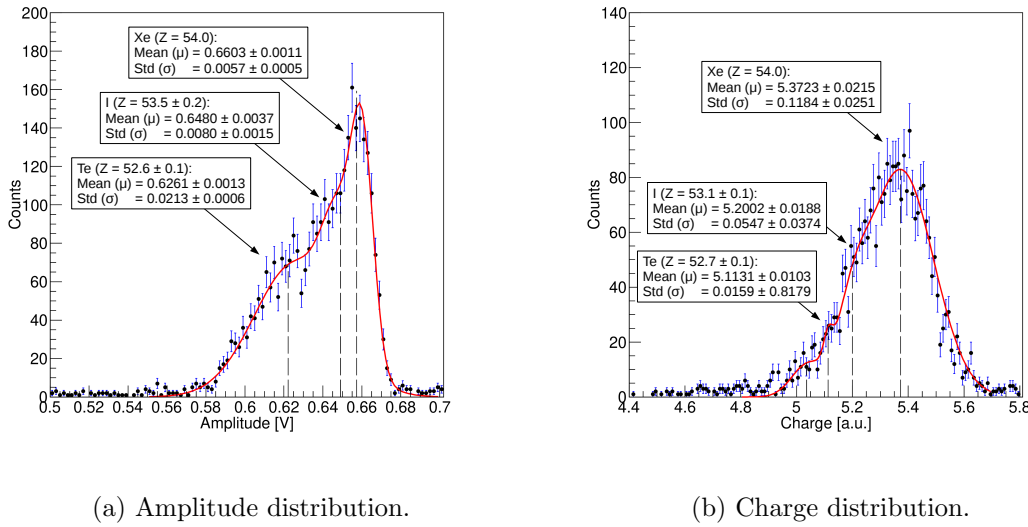 200
180
160
140
120
100
80
60
40
20
0
Counts
Xe (Z = 54.0):
Mean (μ) = 0.6603 ± 0.0011
Std (σ) = 0.0057 ± 0.0005
I (Z = 53.5 ± 0.2):
Mean (μ) = 0.6480 ± 0.0037
Std (σ) = 0.0080 ± 0.0015
Te (Z = 52.6 ± 0.1):
Mean (μ) = 0.6261 ± 0.0013
Std (σ) = 0.0213 ± 0.0006
0.5 0.52 0.54 0.56 0.58 0.6 0.62 0.64 0.66 0.68 0.7
Amplitude [V]
(a) Amplitude distribution.
140
120
100
80
60
40
20
0
Counts
Xe (Z = 54.0):
Mean (μ) = 5.3723 ± 0.0215
Std (σ) = 0.1184 ± 0.0251
I (Z = 53.1 ± 0.1):
Mean (μ) = 5.2002 ± 0.0188
Std (σ) = 0.0547 ± 0.0374
Te (Z = 52.7 ± 0.1):
Mean (μ) = 5.1131 ± 0.0103
Std (σ) = 0.0159 ± 0.8179
4.4 4.6 4.8 5 5.2 5.4 5.6 5.8
Charge [a.u.]
(b) Charge distribution.